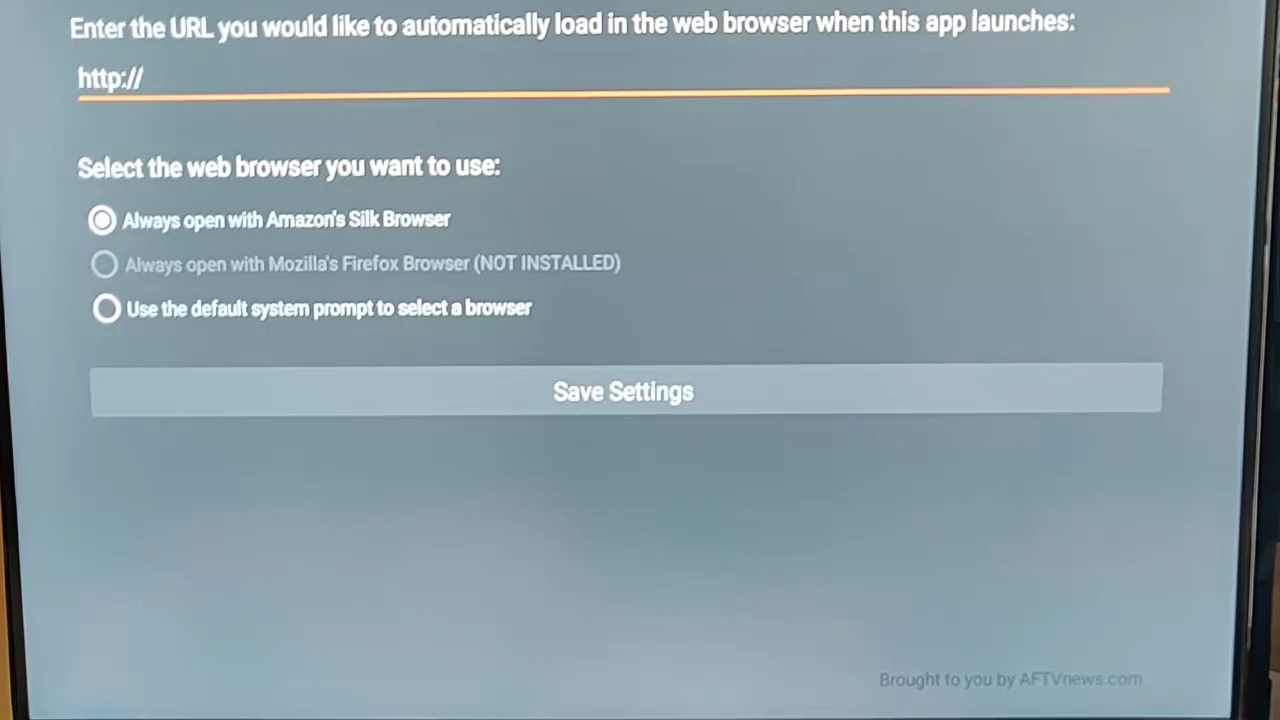 Enter the URL you would like to automatically load in the web browser when this app launches:
http://
Select the web browser you want to use:
Always open with Amazon's Silk Browser
Always open with Mozilla's Firefox Browser (NOT INSTALLED)
Use the default system prompt to select a browser
Save Settings
Brought to you by AFTVnews.com